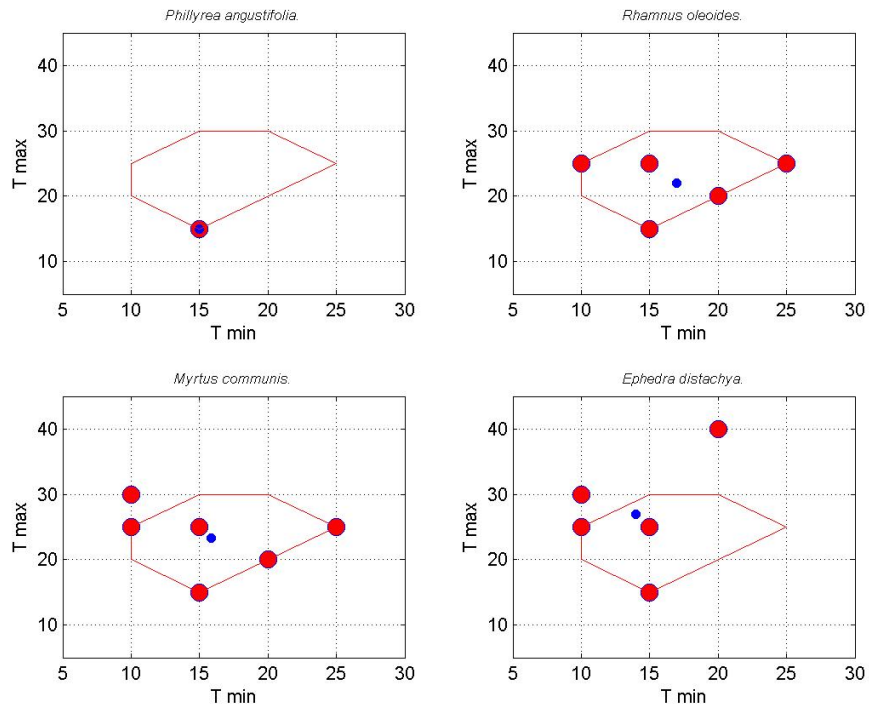 Phillyrea angustifolia.
40
30
20
10
T max
5 10 15 20 25 30
T min
Rhamnus oleoides.
40
30
20
10
T max
5 10 15 20 25 30
T min
Myrtus communis.
40
30
20
10
T max
5 10 15 20 25 30
T min
Ephedra distachya.
40
30
20
10
T max
5 10 15 20 25 30
T min